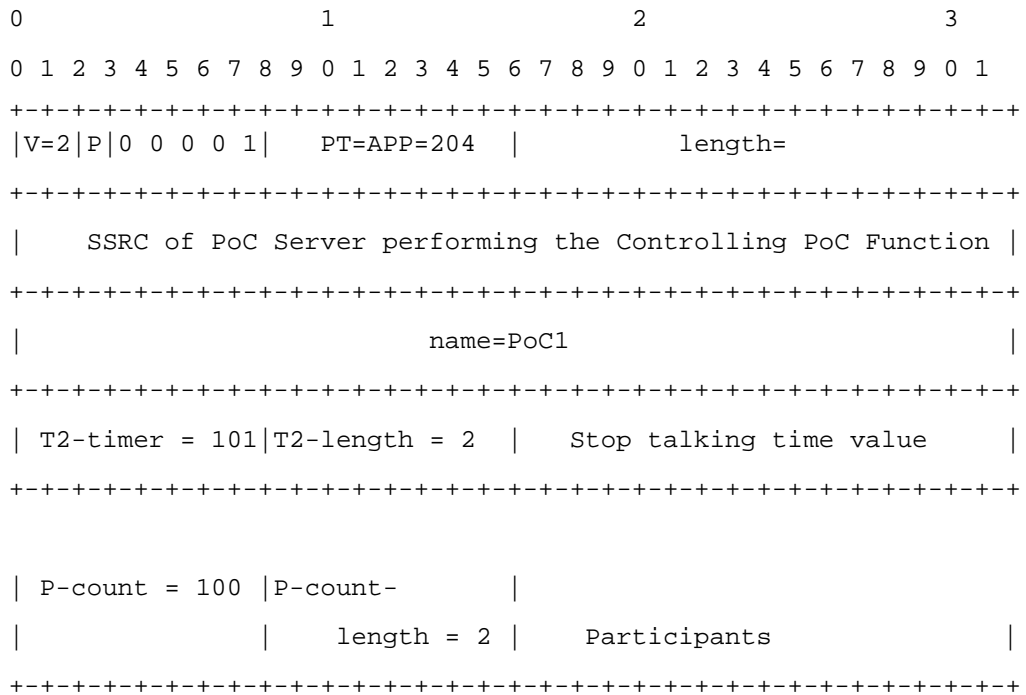 0                   1                   2                   3
0 1 2 3 4 5 6 7 8 9 0 1 2 3 4 5 6 7 8 9 0 1 2 3 4 5 6 7 8 9 0 1
+-+-+-+-+-+-+-+-+-+-+-+-+-+-+-+-+-+-+-+-+-+-+-+-+-+-+-+-+-+-+-+-+
|V=2|P|0 0 0 0 1|   PT=APP=204  |          length=
+-+-+-+-+-+-+-+-+-+-+-+-+-+-+-+-+-+-+-+-+-+-+-+-+-+-+-+-+-+-+-+-+
|    SSRC of PoC Server performing the Controlling PoC Function |
+-+-+-+-+-+-+-+-+-+-+-+-+-+-+-+-+-+-+-+-+-+-+-+-+-+-+-+-+-+-+-+-+
|                          name=PoC1                            |
+-+-+-+-+-+-+-+-+-+-+-+-+-+-+-+-+-+-+-+-+-+-+-+-+-+-+-+-+-+-+-+-+
| T2-timer = 101|T2-length = 2  |   Stop talking time value     |
+-+-+-+-+-+-+-+-+-+-+-+-+-+-+-+-+-+-+-+-+-+-+-+-+-+-+-+-+-+-+-+-+
| P-count = 100 |P-count-       |
|               |    length = 2 |    Participants               |
+-+-+-+-+-+-+-+-+-+-+-+-+-+-+-+-+-+-+-+-+-+-+-+-+-+-+-+-+-+-+-+-+